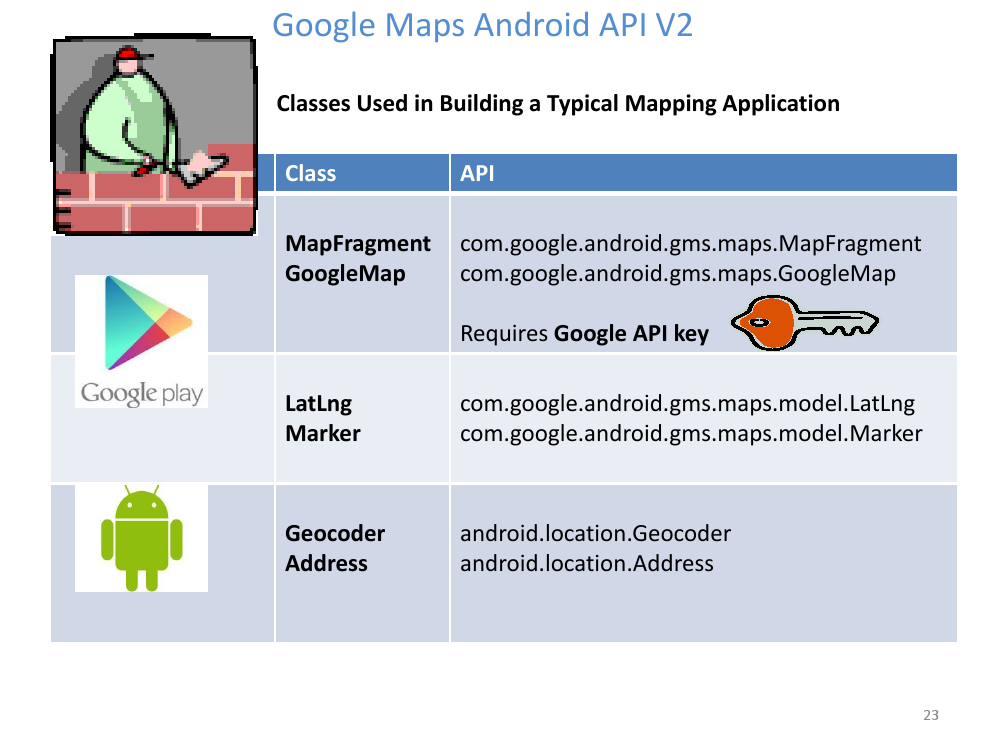 Google Maps Android API V2
Classes Used in Building a Typical Mapping Application
Class API
MapFragment com.google.android.gms.maps.MapFragment
GoogleMap com.google.android.gms.maps.GoogleMap
Requires Google API key
Google play
LatLng com.google.android.gms.maps.model.LatLng
Marker com.google.android.gms.maps.model.Marker
Geocoder android.location.Geocoder
Address android.location.Address
23